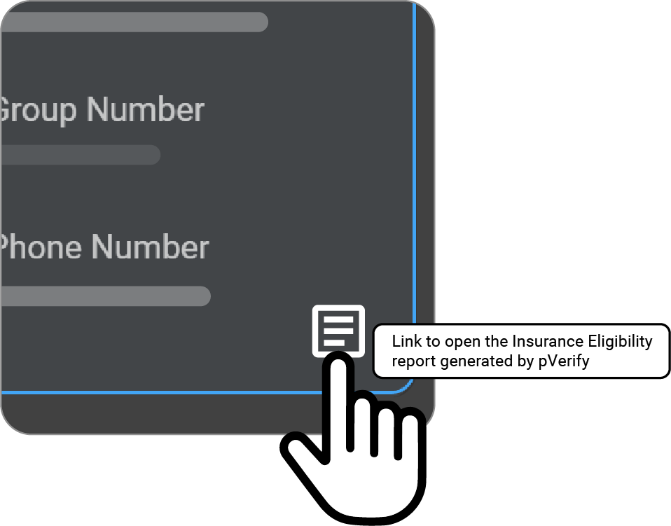 Group Number
Phone Number
Link to open the Insurance Eligibility
report generated by pVerify